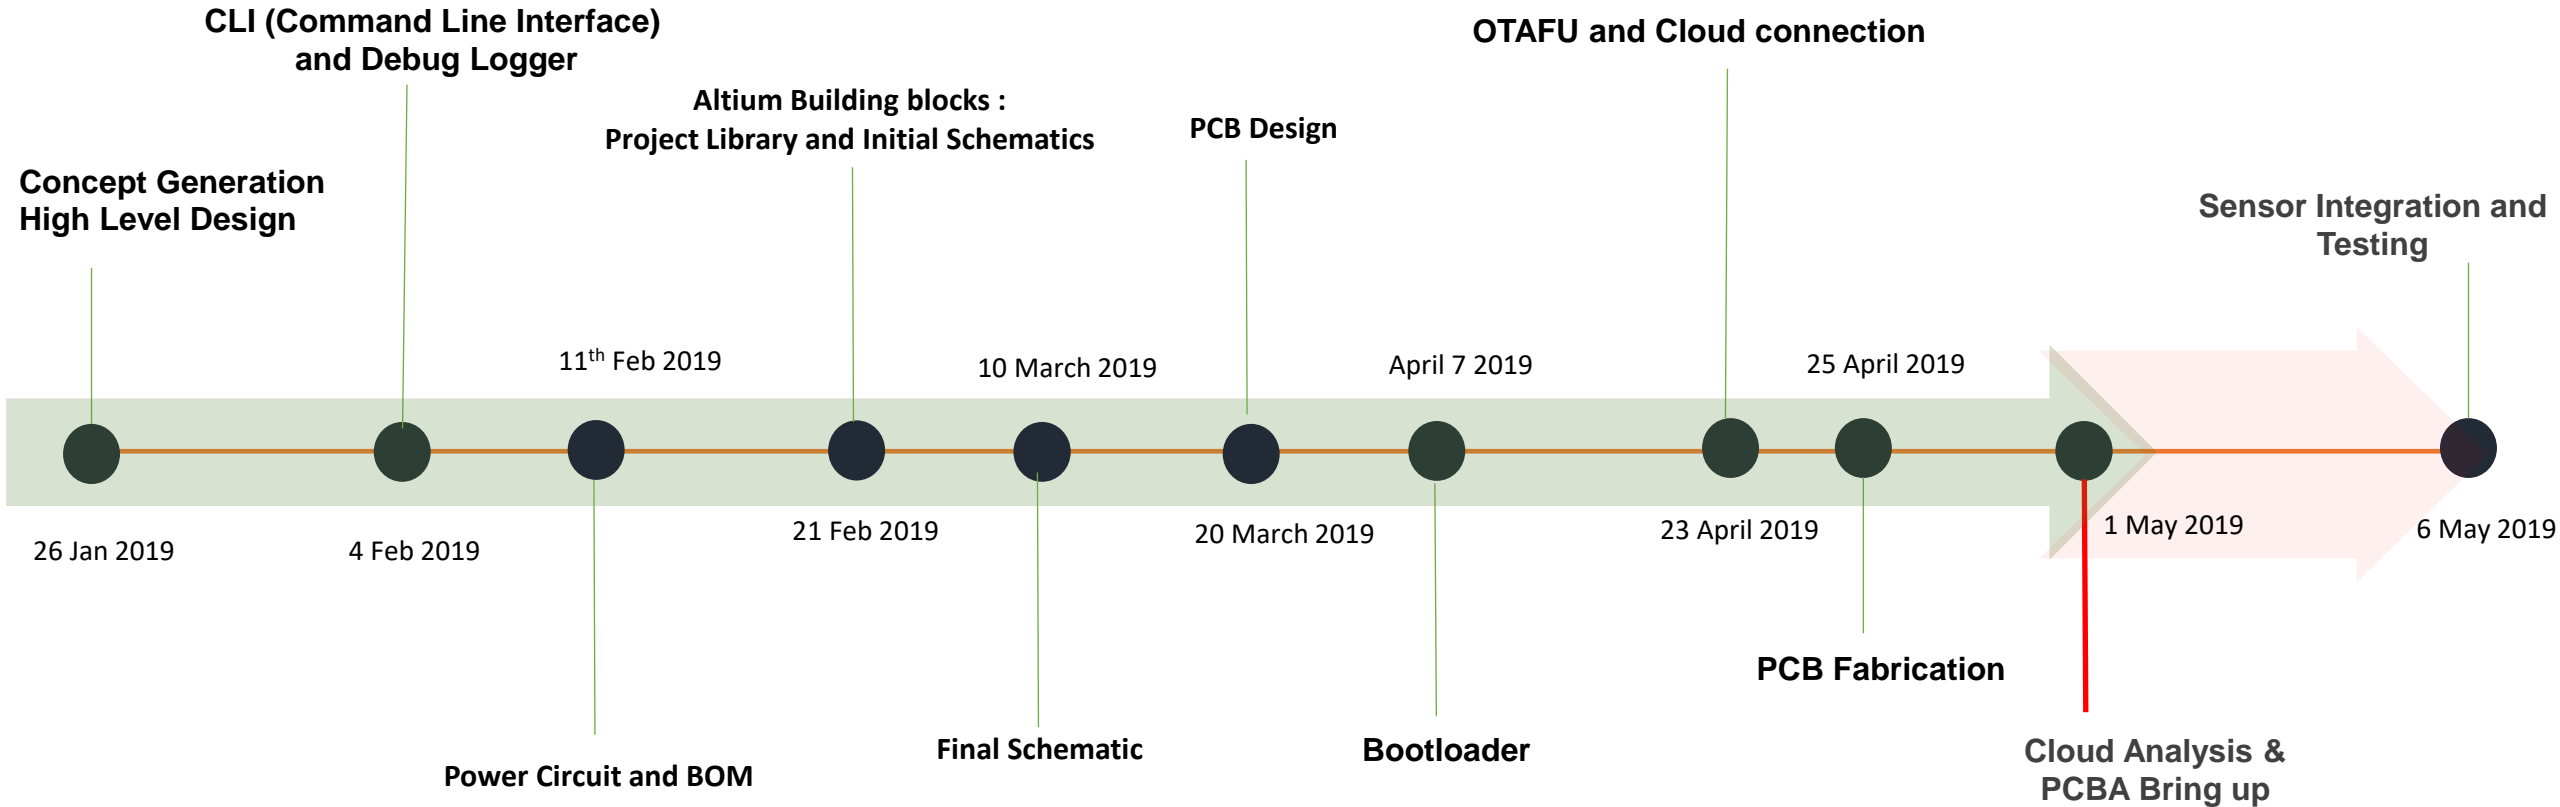 CLI (Command Line Interface)
and Debug Logger
OTAFU and Cloud connection
Altium Building blocks :
Project Library and Initial Schematics
PCB Design
Concept Generation
High Level Design
Sensor Integration and
Testing
11th Feb 2019
10 March 2019
April 7 2019
25 April 2019
26 Jan 2019
4 Feb 2019
21 Feb 2019
20 March 2019
23 April 2019
1 May 2019
6 May 2019
PCB Fabrication
Power Circuit and BOM
Final Schematic
Bootloader
Cloud Analysis &
PCBA Bring up